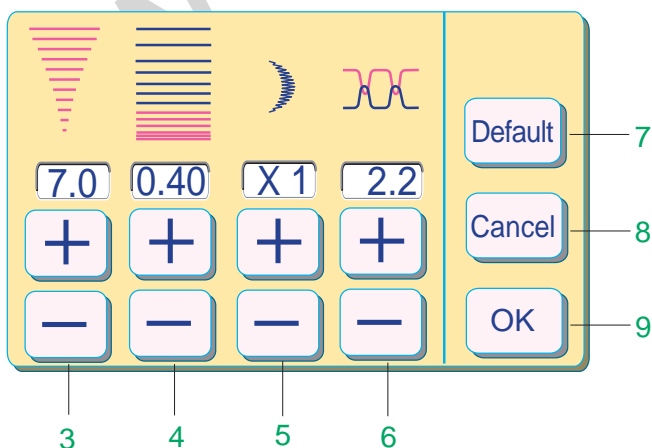 7.0 0.40 X 1 2.2
+ + + +
− − − −
Default 7
Cancel 8
OK 9
3 4 5 6